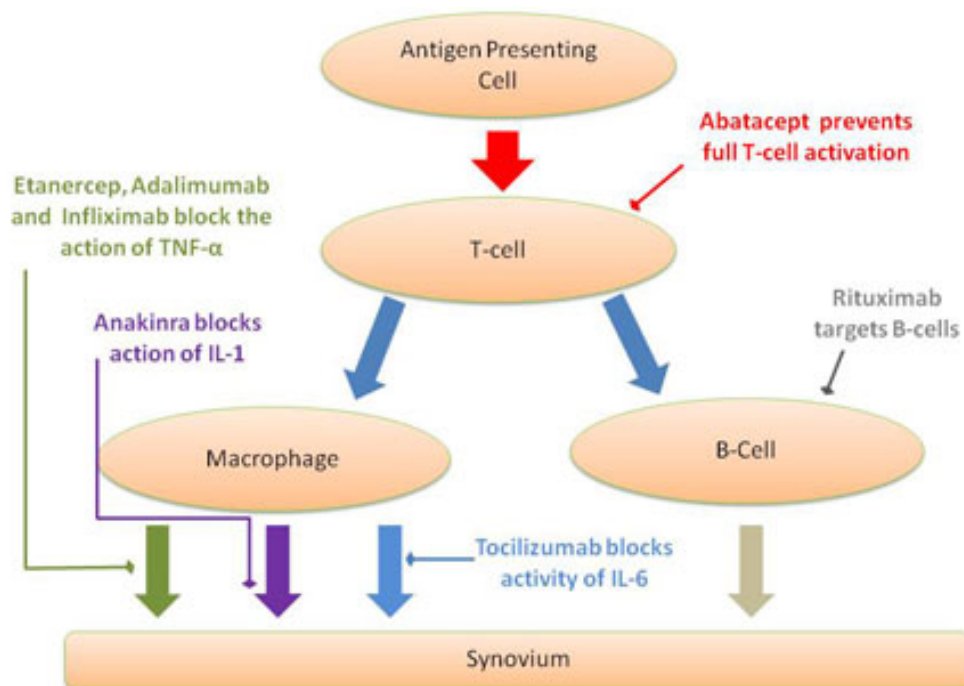 Antigen Presenting
Cell
Abatacept prevents
full T-cell activation
Etanercep, Adalimumab
and Infliximab block the
action of TNF-α
T-cell
Anakinra blocks
action of IL-1
Rituximab
targets B-cells
Macrophage
B-Cell
Tocilizumab blocks
activity of IL-6
Synovium